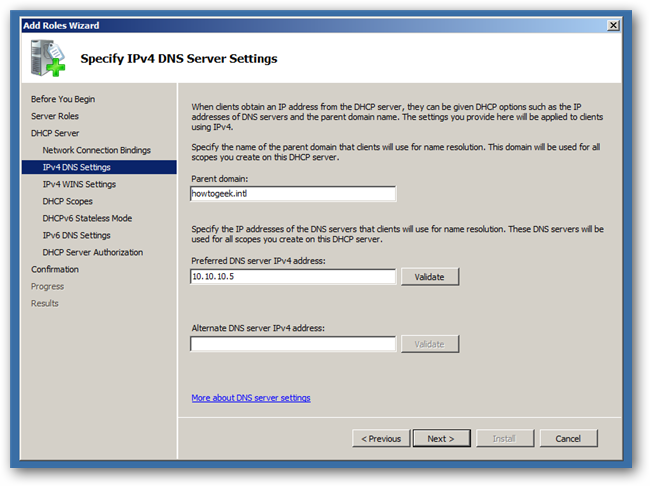 Add Roles Wizard
Specify IPv4 DNS Server Settings
Before You Begin
Server Roles
DHCP Server
Network Connection Bindings
IPv4 DNS Settings
IPv4 WINS Settings
DHCP Scopes
DHCPv6 Stateless Mode
IPv6 DNS Settings
DHCP Server Authorization
Confirmation
Progress
Results
When clients obtain an IP address from the DHCP server, they can be given DHCP options such as the IP
addresses of DNS servers and the parent domain name. The settings you provide here will be applied to clients
using IPv4.
Specify the name of the parent domain that clients will use for name resolution. This domain will be used for all
scopes you create on this DHCP server.
Parent domain:
howtogeek.intl
Specify the IP addresses of the DNS servers that clients will use for name resolution. These DNS servers will be
used for all scopes you create on this DHCP server.
Preferred DNS server IPv4 address:
10.10.10.5
Validate
Alternate DNS server IPv4 address:
Validate
More about DNS server settings
< Previous
Next >
Install
Cancel